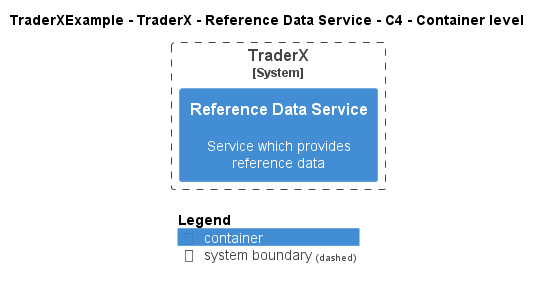 TraderXExample - TraderX - Reference Data Service - C4 - Container level
TraderX
[System]
Reference Data Service
Service which provides
reference data
Legend
container
system boundary (dashed)